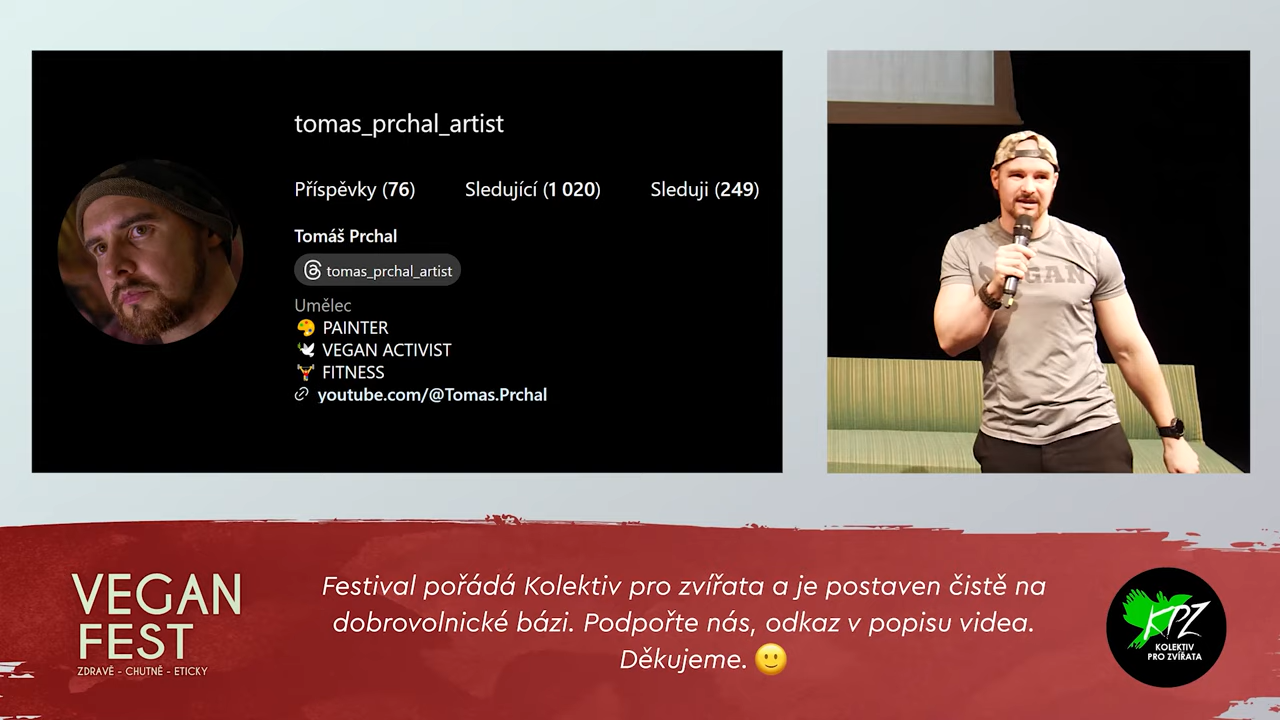 tomas_prchal_artist
Příspěvky (76) Sledující (1 020) Sleduji (249)
Tomáš Prchal
tomas_prchal_artist
Umělec
PAINTER
VEGAN ACTIVIST
FITNESS
youtube.com/@Tomas.Prchal
VEGAN
FEST
ZDRAVĚ - CHUTNĚ - ETICKY
Festival pořádá Kolektiv pro zvířata a je postaven čistě na
dobrovolnické bázi. Podpořte nás, odkaz v popisu videa.
Děkujeme. 🙂
KPZ
KOLEKTIV
PRO ZVÍŘATA